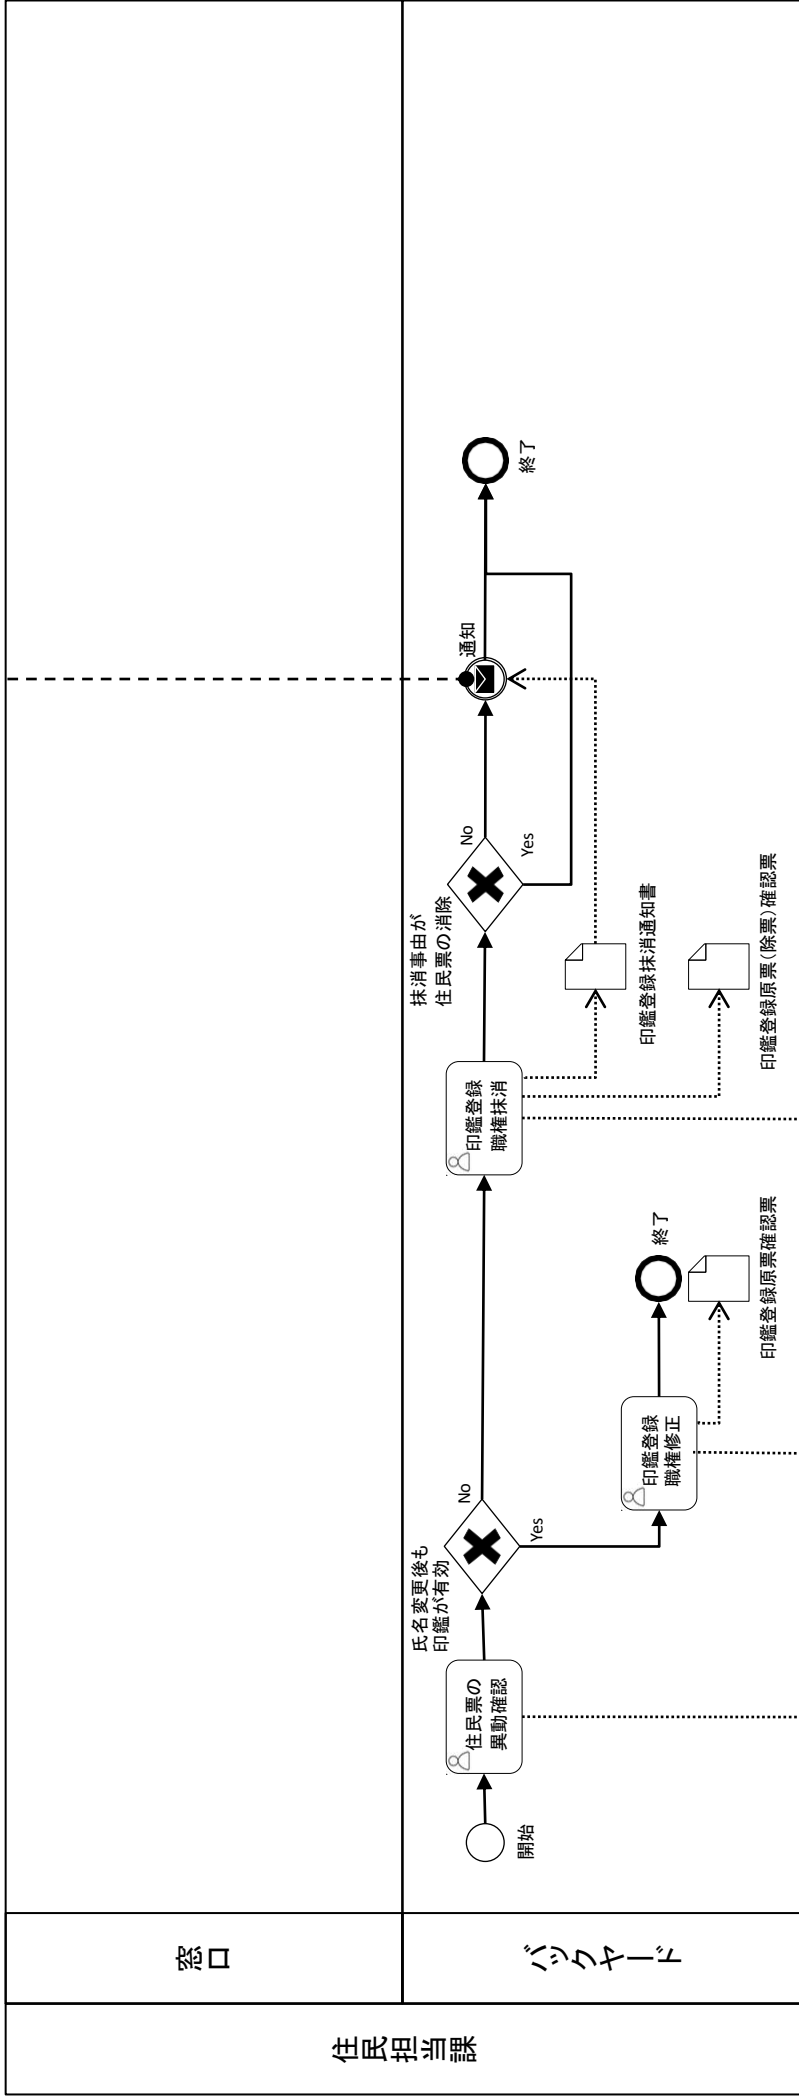 住民担当課
窓口
バックヤード
開始
住民票の
異動確認
氏名変更後も
印鑑が有効
No
Yes
印鑑登録
職権修正
終了
印鑑登録原票確認票
印鑑登録
職権抹消
印鑑登録抹消通知書
印鑑登録原票(除票)確認票
抹消事由が
住民票の消除
No
Yes
通知
終了